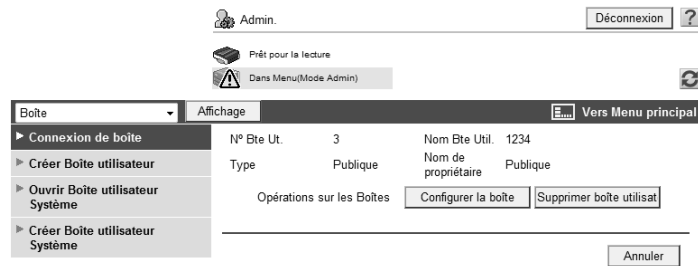 Admin.
Déconnexion
?
Prêt pour la lecture
Dans Menu(Mode Admin)
Boîte
Affichage
Vers Menu principal
Connexion de boîte
Créer Boîte utilisateur
Ouvrir Boîte utilisateur
Système
Créer Boîte utilisateur
Système
Nº Bte Ut. 3 Nom Bte Util. 1234
Type Publique Nom de
propriétaire Publique
Opérations sur les Boîtes Configurer la boîte Supprimer boîte utilisat
Annuler